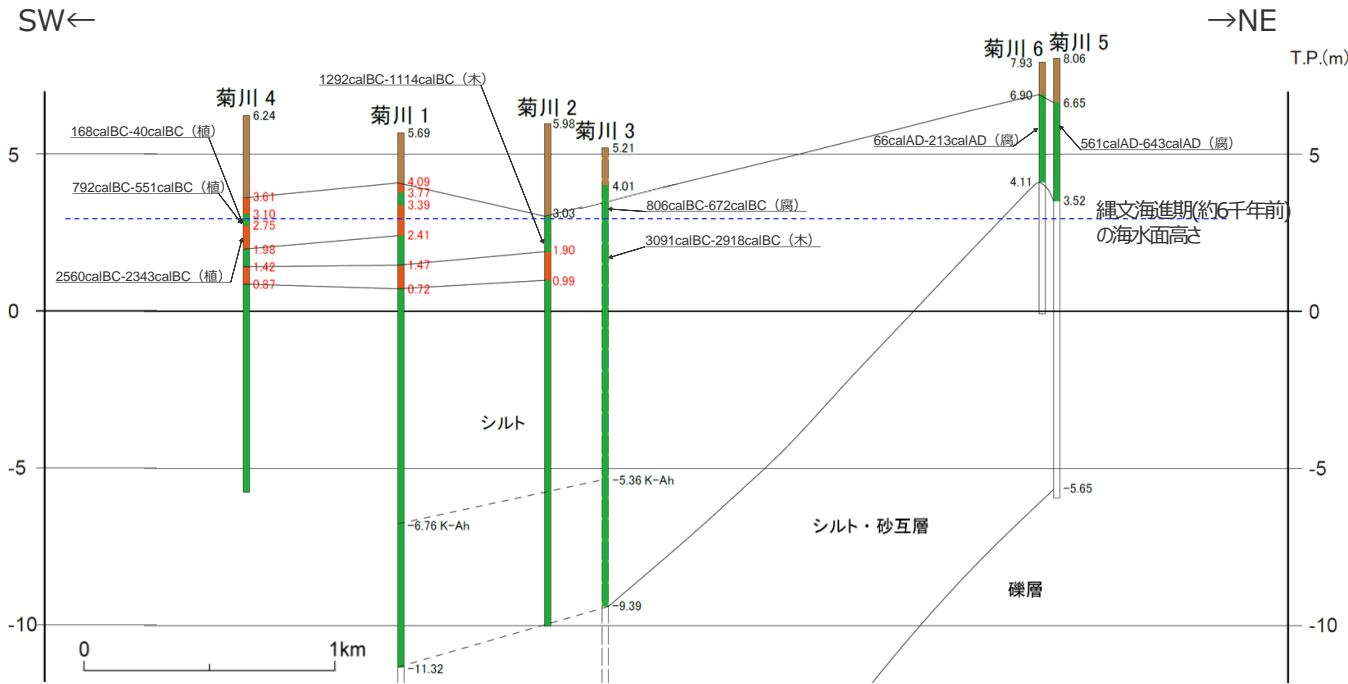 SW←
→NE
T.P.(m)
菊川 4
6.24
菊川 1
5.69
菊川 2
5.98
菊川 3
5.21
菊川 6
7.93
菊川 5
8.06
1292calBC-1114calBC（木）
168calBC-40calBC（植）
792calBC-551calBC（植）
2560calBC-2343calBC（植）
806calBC-672calBC（腐）
3091calBC-2918calBC（木）
66calAD-213calAD（腐）
561calAD-643calAD（腐）
縄文海進期(約6千年前)
の海水面高さ
3.61
3.10
2.75
1.98
1.42
0.87
4.09
3.77
3.39
2.41
1.47
0.72
-6.76 K-Ah
-11.32
3.03
1.90
0.99
4.01
-5.36 K-Ah
-9.39
6.90
4.11
6.65
3.52
-5.65
シルト
シルト・砂互層
礫層
5
0
-5
-10
5
0
-5
-10
0
1km